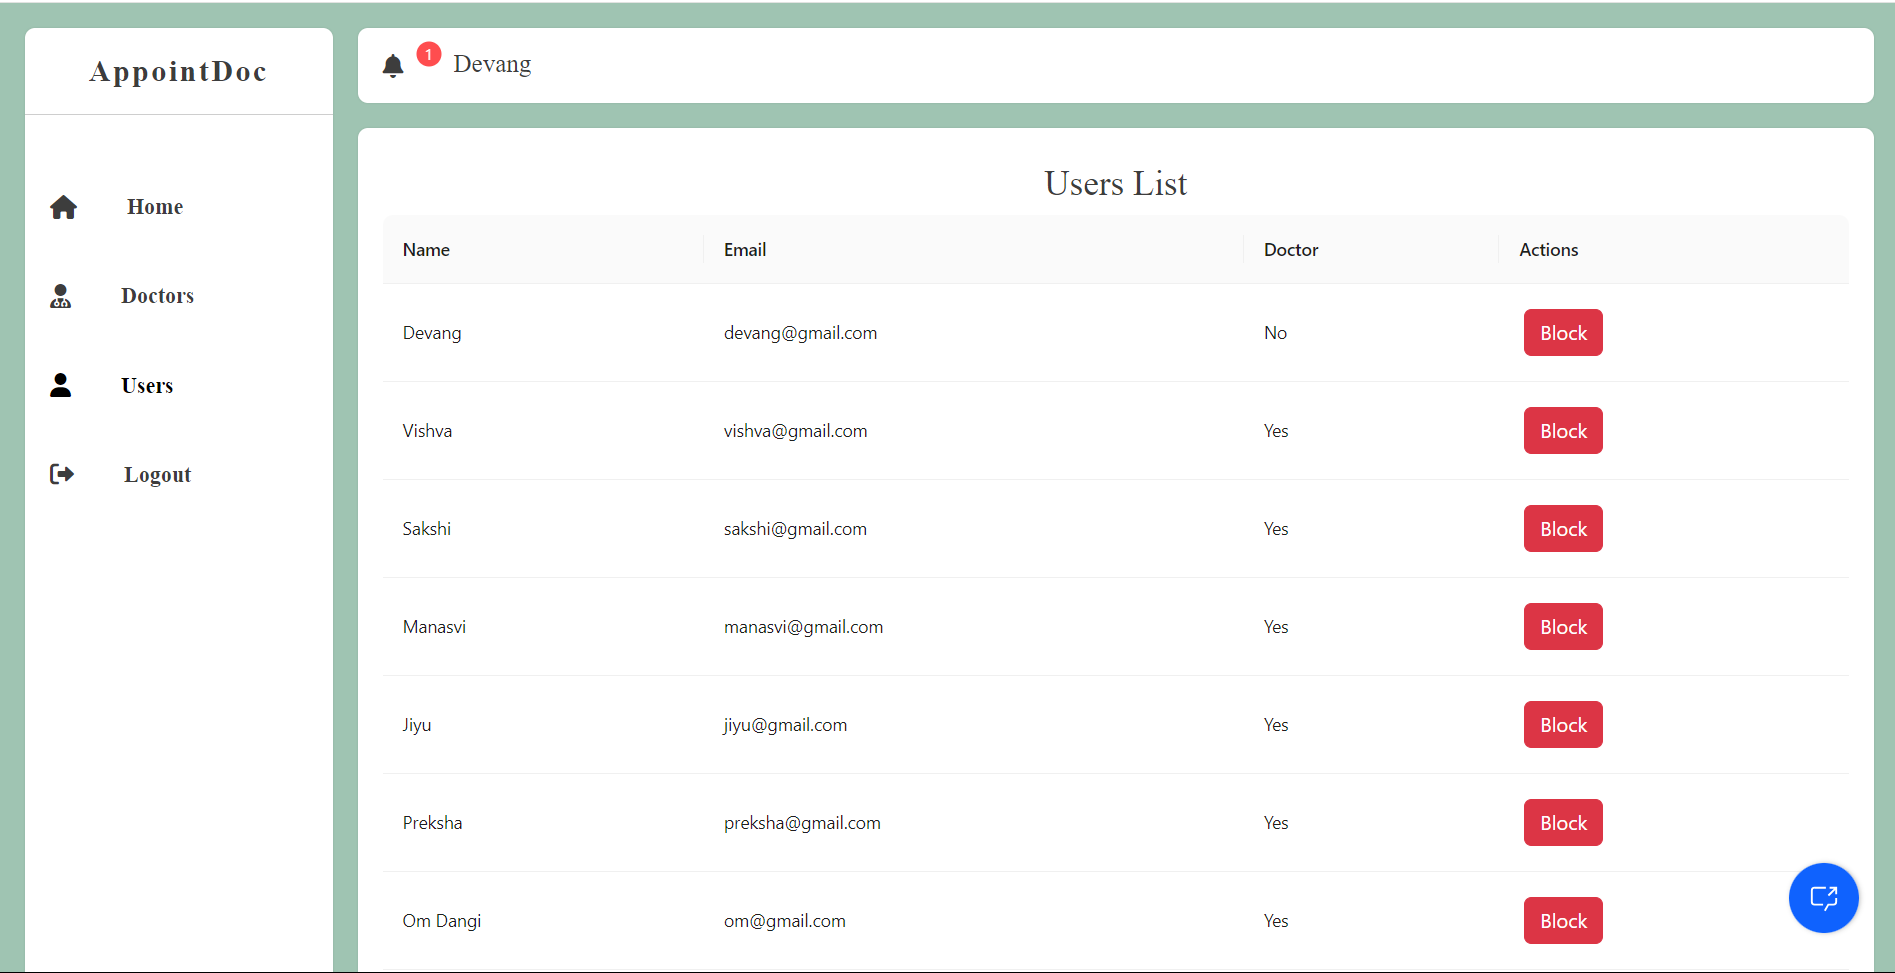 AppointDoc
Home
Doctors
Users
Logout
1 Devang
Users List
Name Email Doctor Actions
Devang devang@gmail.com No Block
Vishva vishva@gmail.com Yes Block
Sakshi sakshi@gmail.com Yes Block
Manasvi manasvi@gmail.com Yes Block
Jiyu jiyu@gmail.com Yes Block
Preksha preksha@gmail.com Yes Block
Om Dangi om@gmail.com Yes Block